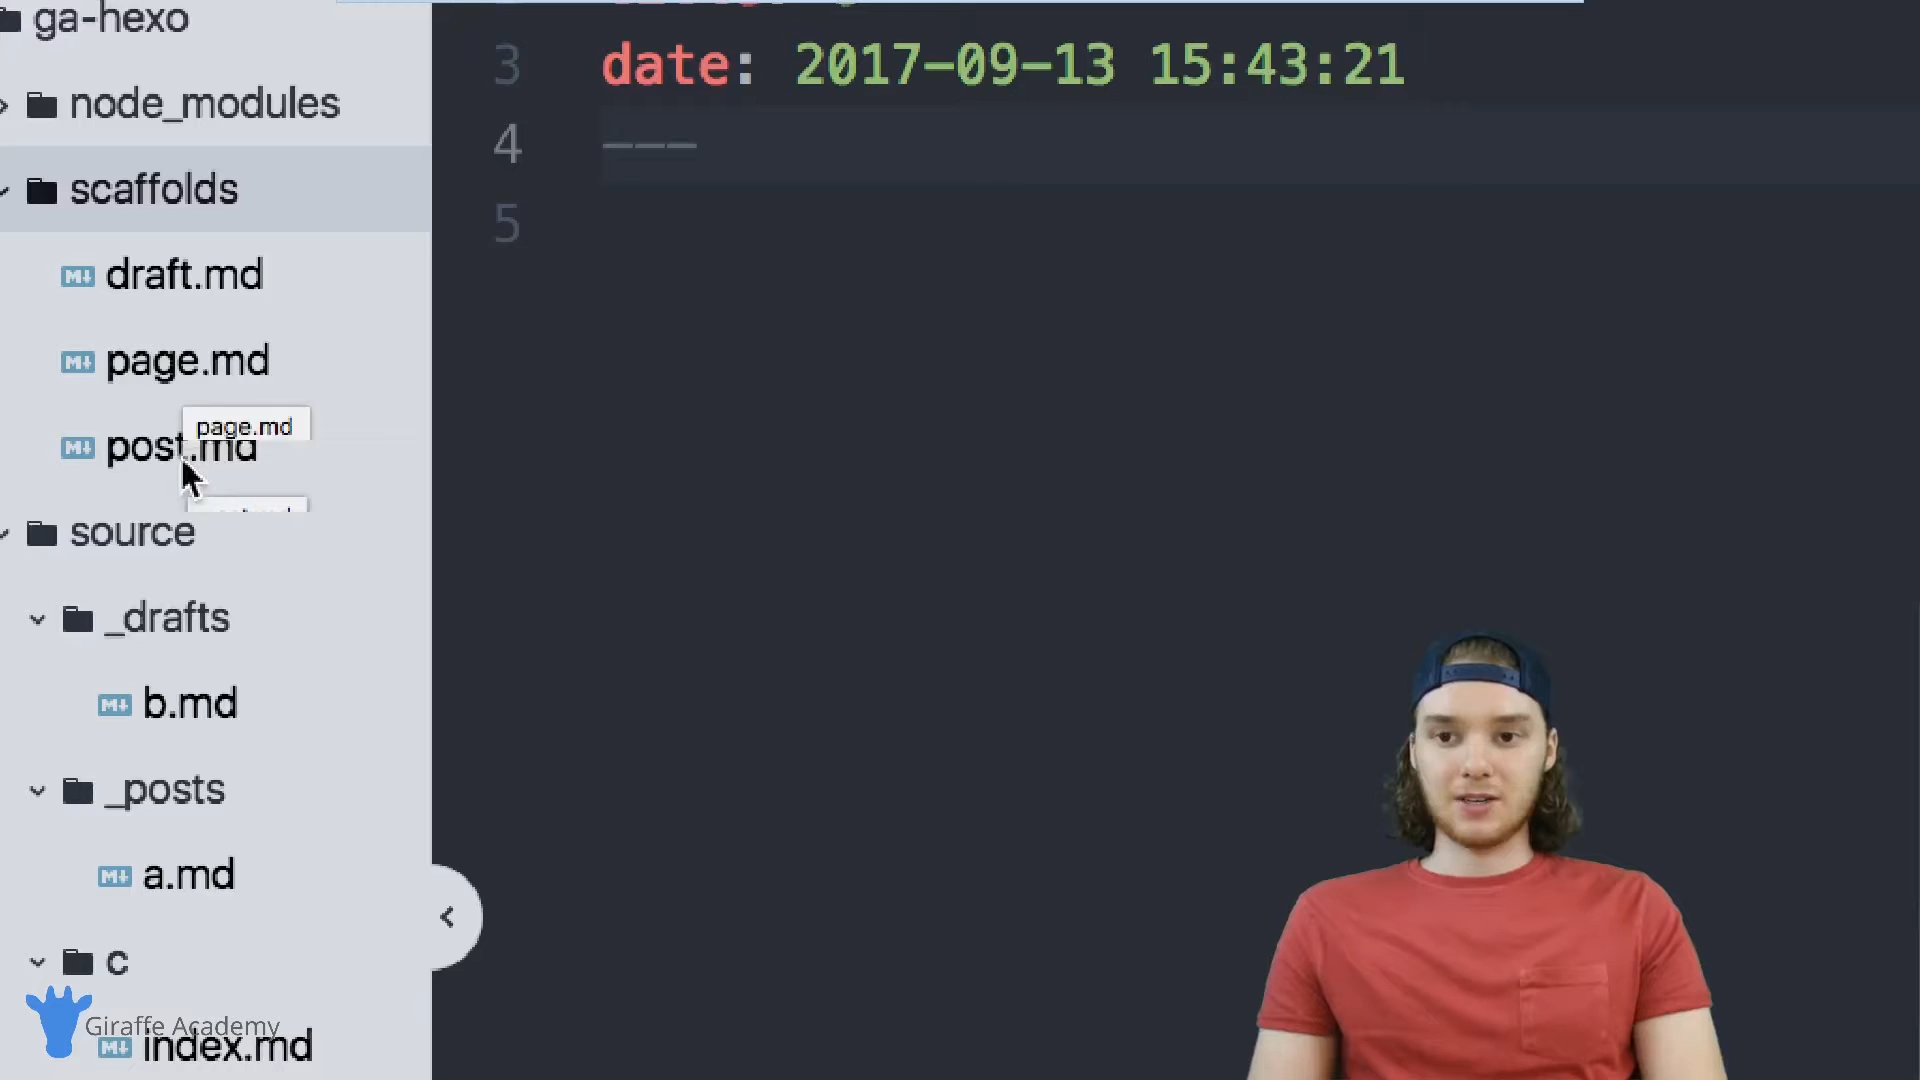 ga-hexo
node_modules
scaffolds
draft.md
page.md
page.md
post.md
source
_drafts
b.md
_posts
a.md
c
Giraffe Academy
index.md
3 date: 2017-09-13 15:43:21
4 ---
5